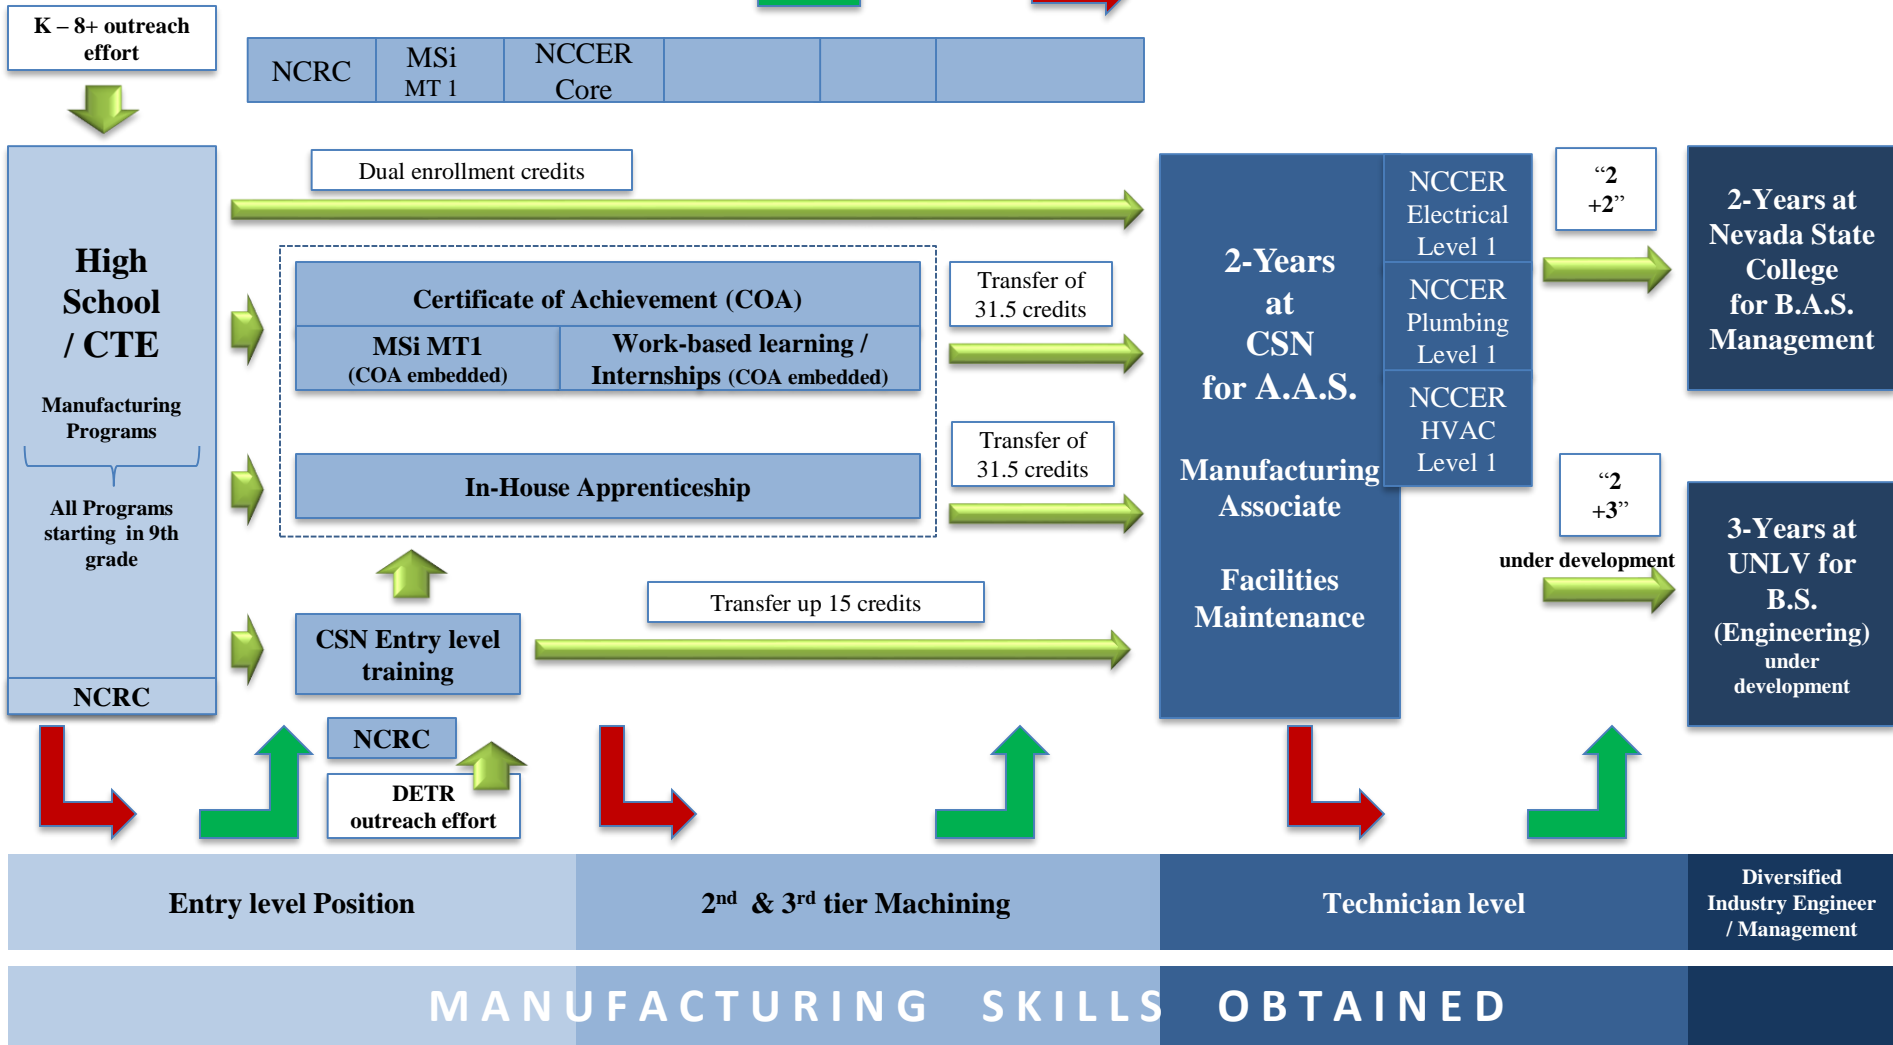 K – 8+ outreach
effort
NCRC
MSi
MT 1
NCCER
Core
High
School
/ CTE
Manufacturing
Programs
All Programs
starting in 9th
grade
NCRC
Dual enrollment credits
Certificate of Achievement (COA)
MSi MT1
(COA embedded)
Work-based learning /
Internships (COA embedded)
In-House Apprenticeship
CSN Entry level
training
NCRC
DETR
outreach effort
Transfer of
31.5 credits
Transfer of
31.5 credits
Transfer up 15 credits
2-Years
at
CSN
for A.A.S.
Manufacturing
Associate
Facilities
Maintenance
NCCER
Electrical
Level 1
NCCER
Plumbing
Level 1
NCCER
HVAC
Level 1
“2
+2”
“2
+3”
under development
2-Years at
Nevada State
College
for B.A.S.
Management
3-Years at
UNLV for
B.S.
(Engineering)
under
development
Entry level Position
2nd & 3rd tier Machining
Technician level
Diversified
Industry Engineer
/ Management
MANUFACTURING SKILLS OBTAINED